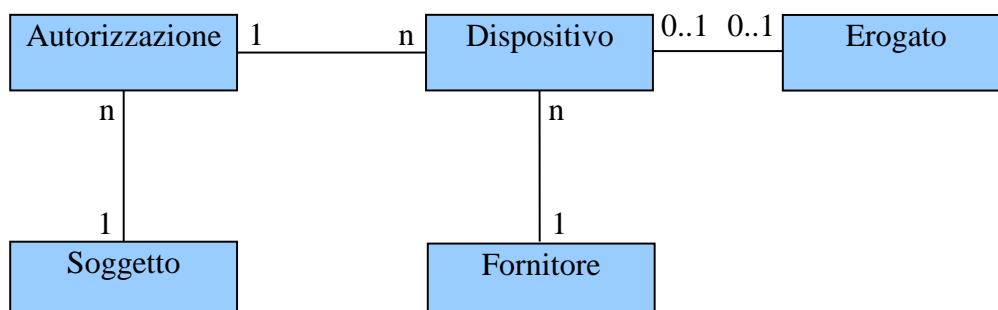 Autorizzazione 1 n Dispositivo 0..1 0..1 Erogato
n n
1 1
Soggetto Fornitore